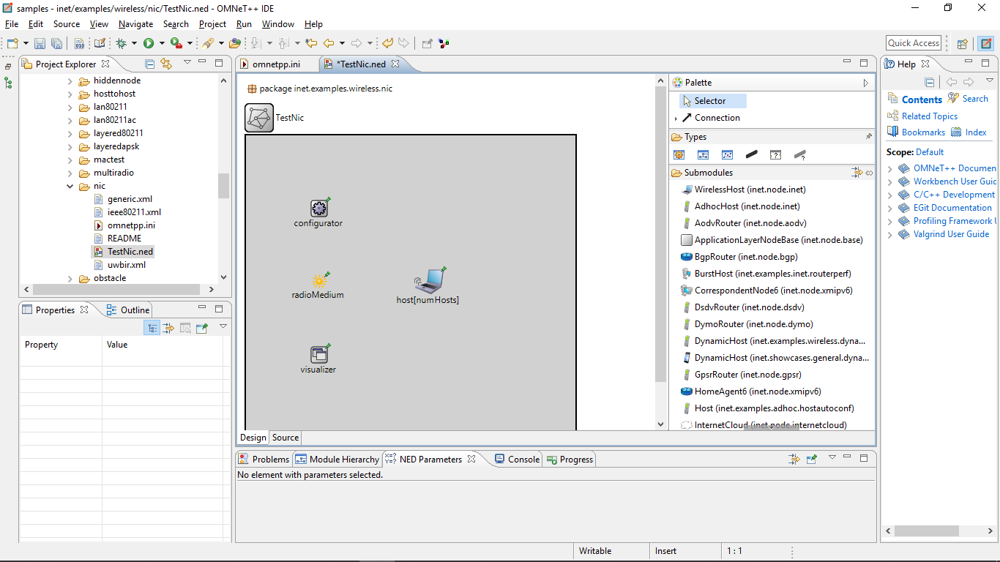 samples - inet/examples/wireless/nic/TestNic.ned - OMNeT++ IDE
File Edit Source View Navigate Search Project Run Window Help
Quick Access
Project Explorer
hiddennode
hosttohost
lan80211
lan80211ac
layered80211
layeredapsk
mactest
multiradio
nic
generic.xml
ieee80211.xml
omnetpp.ini
README
TestNic.ned
uwbir.xml
obstacle
Properties Outline
Property Value
omnetpp.ini *TestNic.ned
package inet.examples.wireless.nic
TestNic
configurator
radioMedium
host[numHosts]
visualizer
Design Source
Palette
Selector
Connection
Types
Submodules
WirelessHost (inet.node.inet)
AdhocHost (inet.node.inet)
AodvRouter (inet.node.aodv)
ApplicationLayerNodeBase (inet.node.base)
BgpRouter (inet.node.bgp)
BurstHost (inet.examples.inet.routerperf)
CorrespondentNode6 (inet.node.xmipv6)
DsdvRouter (inet.node.dsdv)
DymoRouter (inet.node.dymo)
DynamicHost (inet.examples.wireless.dyna...
DynamicHost (inet.showcases.general.dyna...
GpsrRouter (inet.node.gpsr)
HomeAgent6 (inet.node.xmipv6)
Host (inet.examples.adhoc.hostautoconf)
InternetCloud (inet.node.internetcloud)
Problems Module Hierarchy NED Parameters Console Progress
No element with parameters selected.
Help
Contents Search
Related Topics
Bookmarks Index
Scope: Default
OMNeT++ Documen
Workbench User Guid
C/C++ Development
EGit Documentation
Profiling Framework U
Valgrind User Guide
Writable Insert 1 : 1